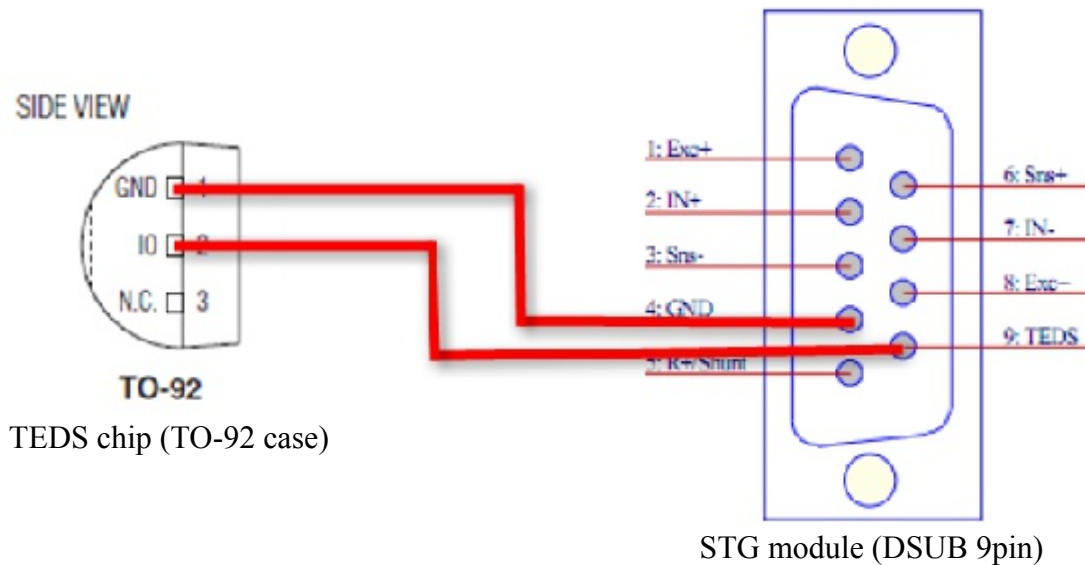 SIDE VIEW
GND 1
IO 2
N.C. 3
TO-92
TEDS chip (TO-92 case)
1: Exc+
2: IN+
3: Sns-
4: GND
5: R+/Shunt
6: Sns+
7: IN-
8: Exc-
9: TEDS
STG module (DSUB 9pin)